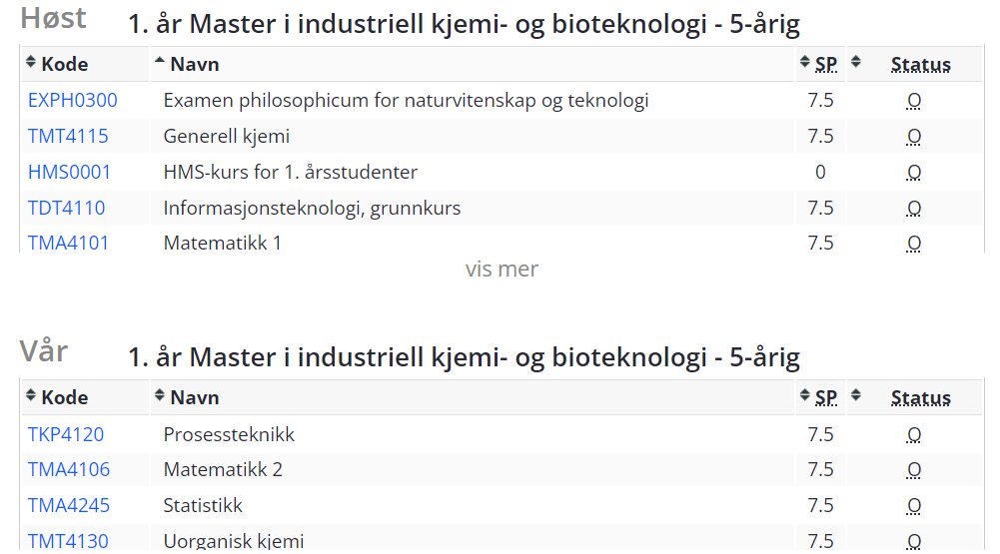 Høst 1. år Master i industriell kjemi- og bioteknologi - 5-årig
Kode Navn SP Status
EXPH0300 Examen philosophicum for naturvitenskap og teknologi 7.5 O
TMT4115 Generell kjemi 7.5 O
HMS0001 HMS-kurs for 1. årsstudenter 0 O
TDT4110 Informasjonsteknologi, grunnkurs 7.5 O
TMA4101 Matematikk 1 7.5 O
vis mer
Vår 1. år Master i industriell kjemi- og bioteknologi - 5-årig
Kode Navn SP Status
TKP4120 Prosessteknikk 7.5 O
TMA4106 Matematikk 2 7.5 O
TMA4245 Statistikk 7.5 O
TMT4130 Uorganisk kjemi 7.5 O